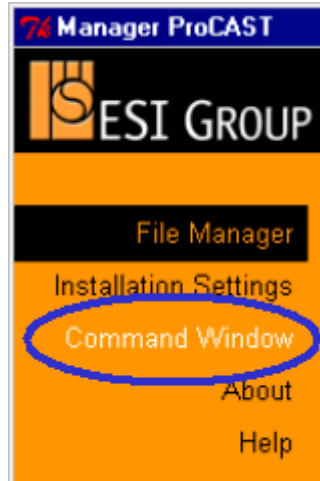 Manager ProCAST
ESI GROUP
File Manager
Installation Settings
Command Window
About
Help